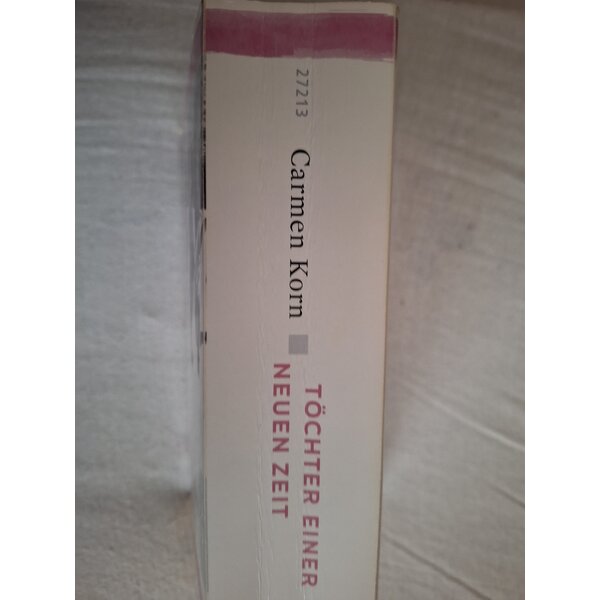 27213
Carmen Korn
TÖCHTER EINER
NEUEN ZEIT